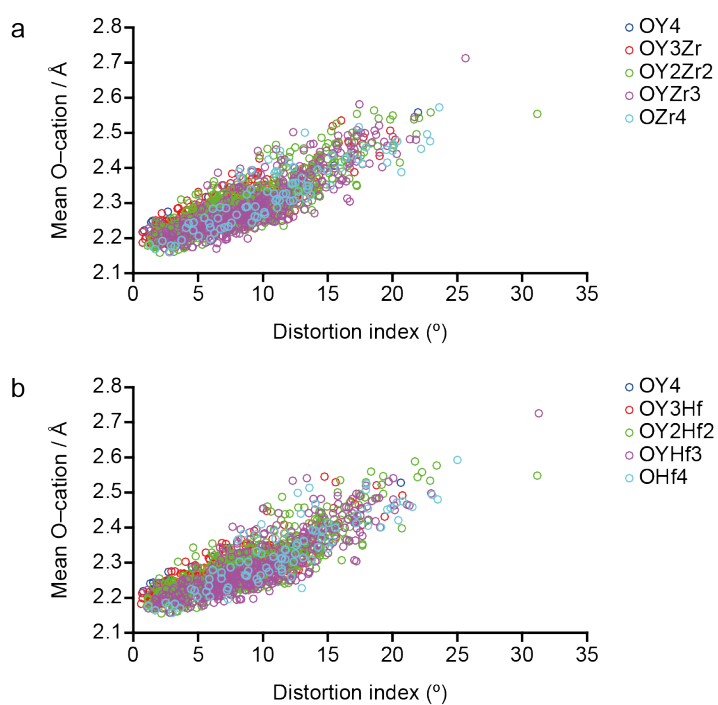 a
Mean O–cation / Å
2.8
2.7
2.6
2.5
2.4
2.3
2.2
2.1
0 5 10 15 20 25 30 35
Distortion index (º)
OY4
OY3Zr
OY2Zr2
OYZr3
OZr4
b
Mean O–cation / Å
2.8
2.7
2.6
2.5
2.4
2.3
2.2
2.1
0 5 10 15 20 25 30 35
Distortion index (º)
OY4
OY3Hf
OY2Hf2
OYHf3
OHf4